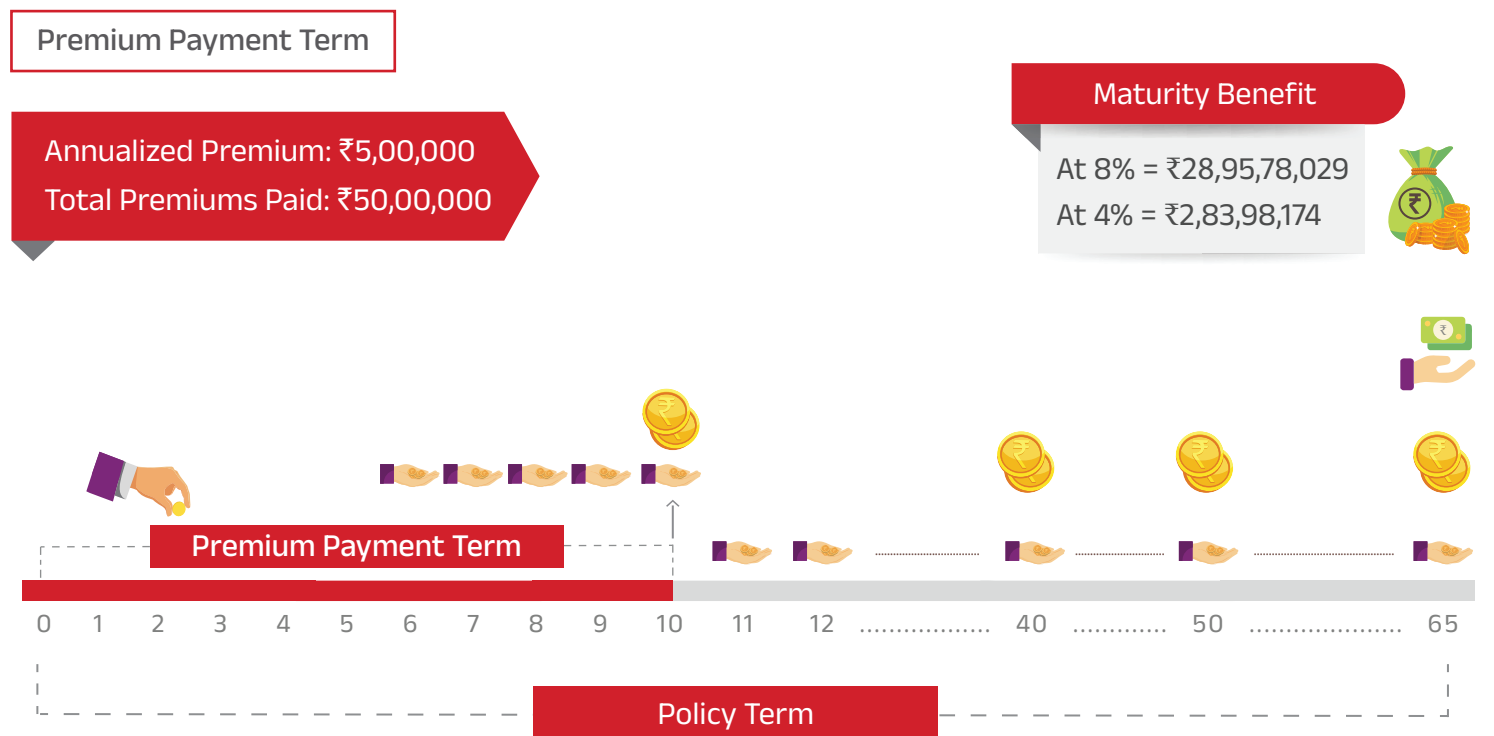 Premium Payment Term
Annualized Premium: ₹5,00,000
Total Premiums Paid: ₹50,00,000
Maturity Benefit
At 8% = ₹28,95,78,029
At 4% = ₹2,83,98,174
Premium Payment Term
0 1 2 3 4 5 6 7 8 9 10 11 12 .................. 40 ............. 50 ..................... 65
Policy Term